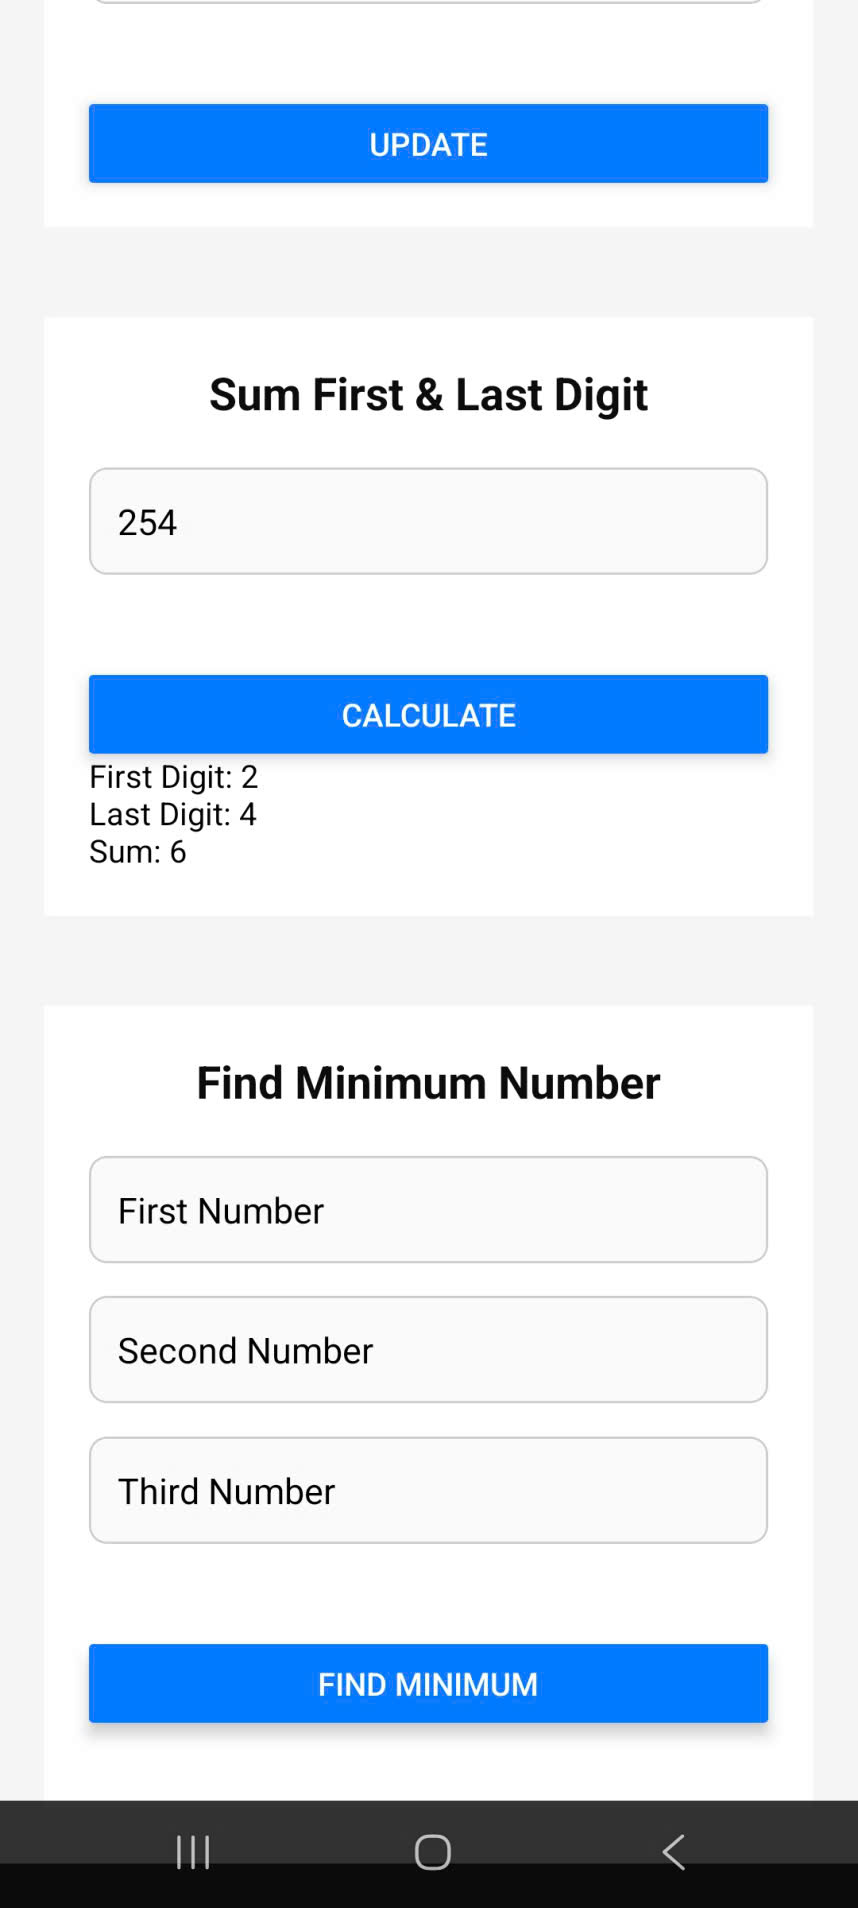 UPDATE
Sum First & Last Digit
254
CALCULATE
First Digit: 2
Last Digit: 4
Sum: 6
Find Minimum Number
First Number
Second Number
Third Number
FIND MINIMUM